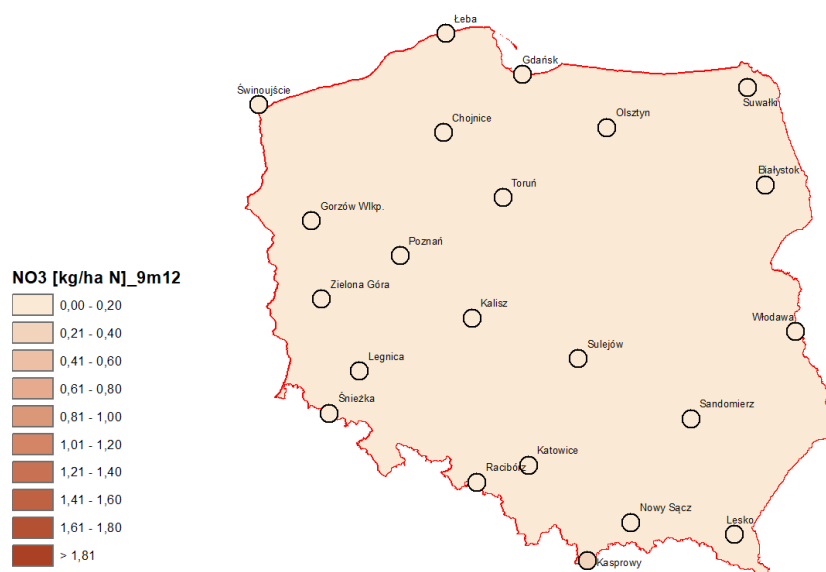 Łeba
Gdańsk
Świnoujście
Suwałki
Chojnice
Olsztyn
Białystok
Toruń
Gorzów Wlkp.
Poznań
NO3 [kg/ha N]_9m12
Zielona Góra
0,00 - 0,20
Kalisz
Włodawa
0,21 - 0,40
Sulejów
0,41 - 0,60
Legnica
0,61 - 0,80
Śnieżka
Sandomierz
0,81 - 1,00
1,01 - 1,20
Katowice
Racibórz
1,21 - 1,40
1,41 - 1,60
Nowy Sącz
Lesko
1,61 - 1,80
> 1,81
Kasprowy